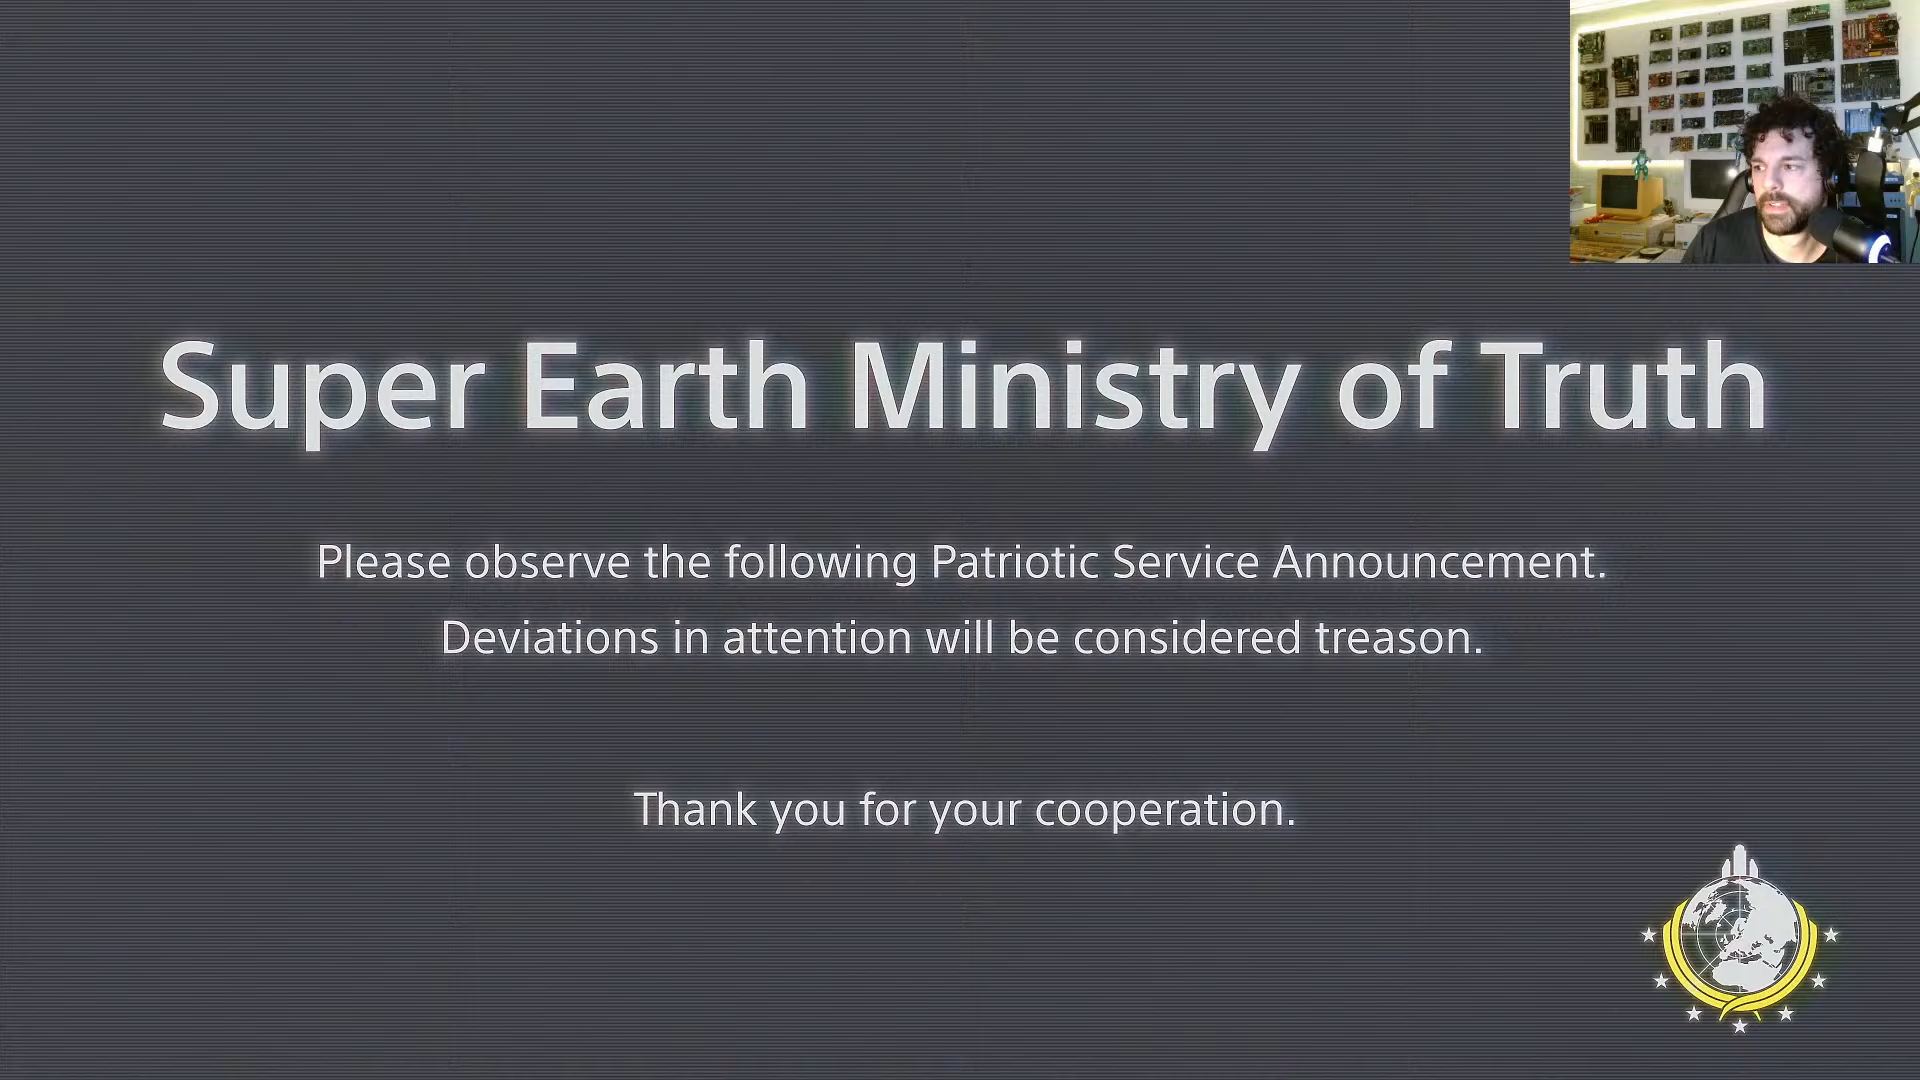 Super Earth Ministry of Truth
Please observe the following Patriotic Service Announcement.
Deviations in attention will be considered treason.
Thank you for your cooperation.